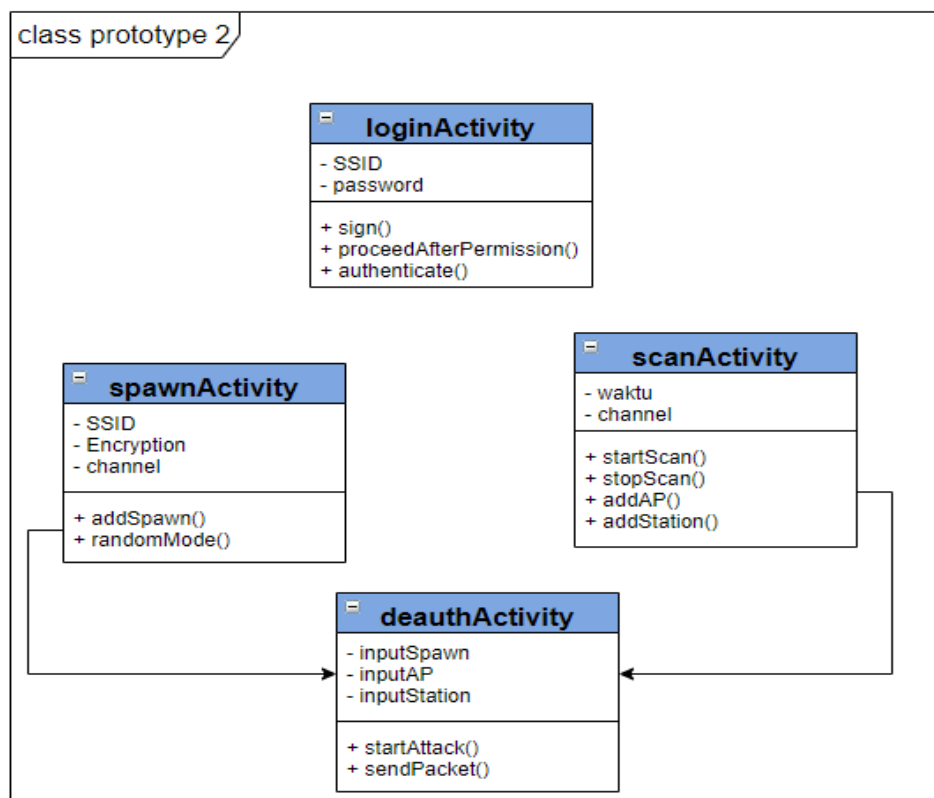 class prototype 2
loginActivity
- SSID
- password
+ sign()
+ proceedAfterPermission()
+ authenticate()
spawnActivity
- SSID
- Encryption
- channel
+ addSpawn()
+ randomMode()
scanActivity
- waktu
- channel
+ startScan()
+ stopScan()
+ addAP()
+ addStation()
deauthActivity
- inputSpawn
- inputAP
- inputStation
+ startAttack()
+ sendPacket()